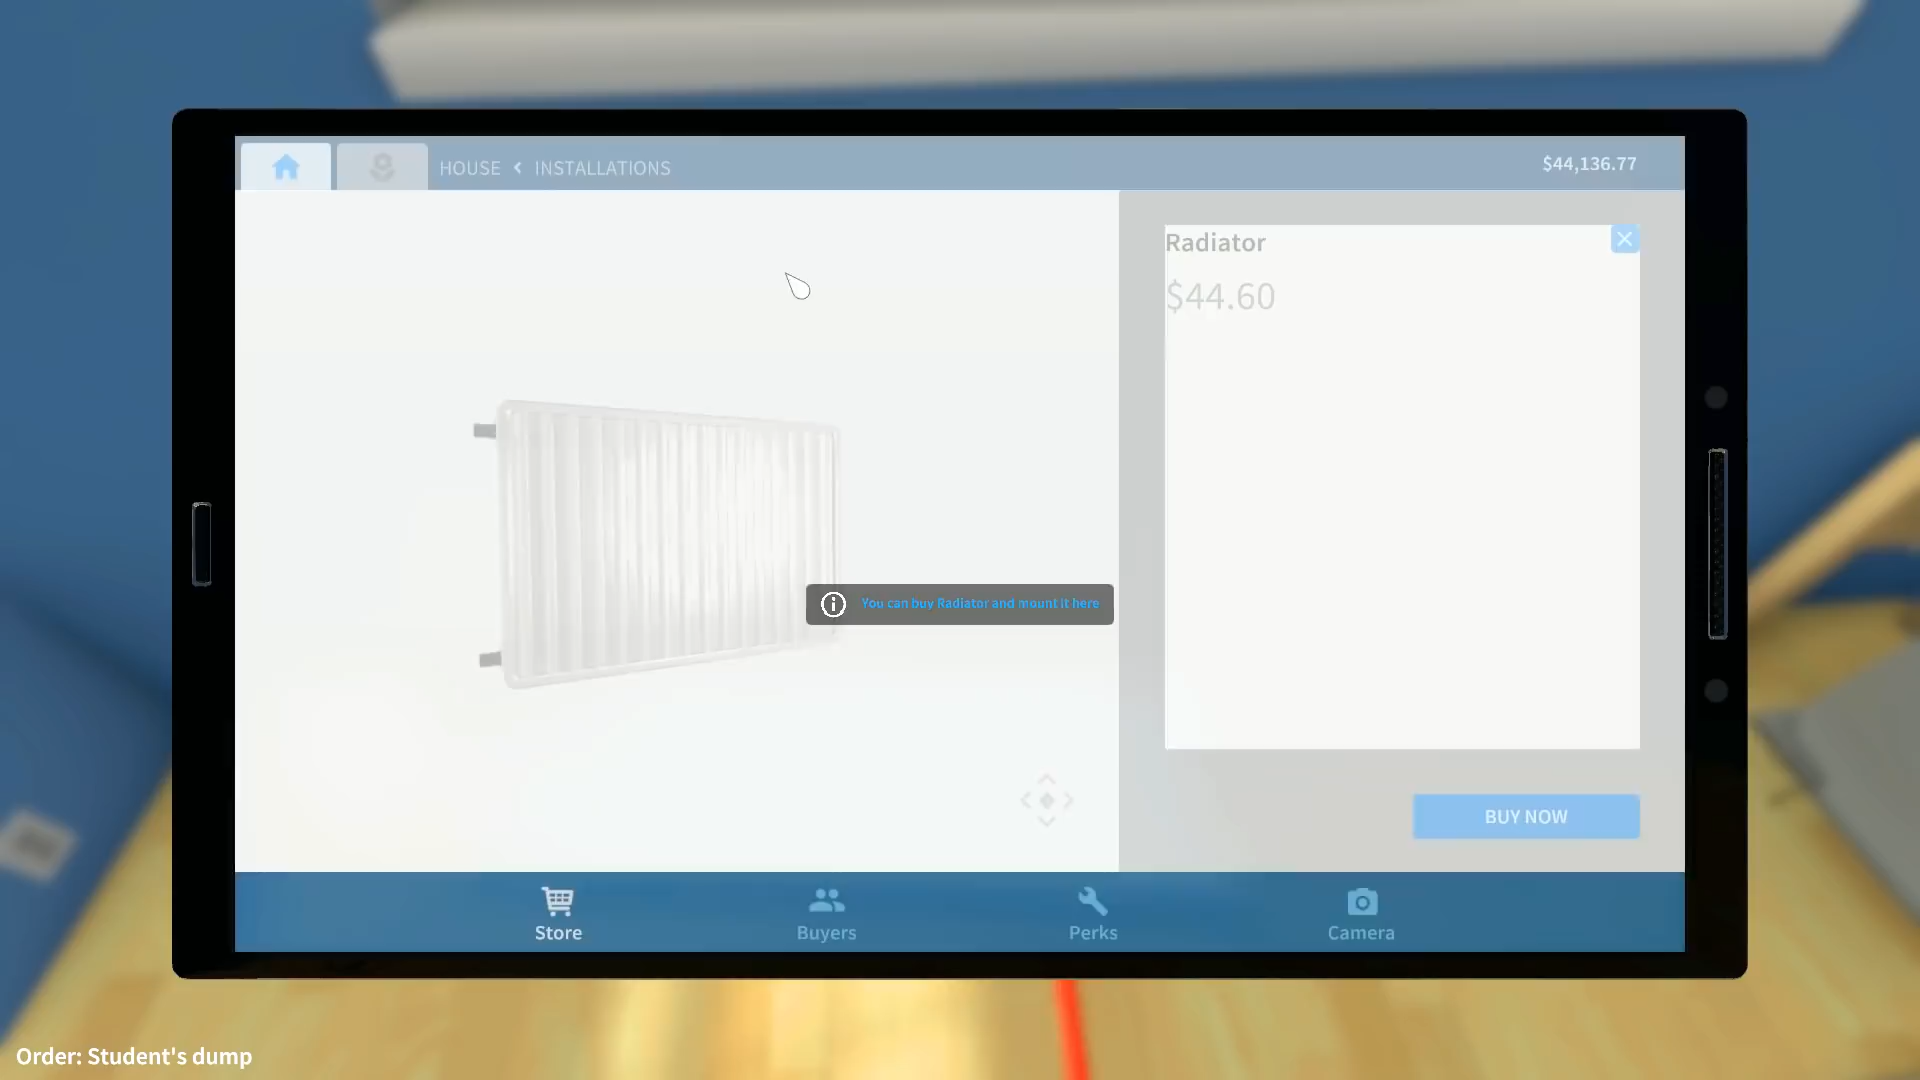 HOUSE < INSTALLATIONS
$44,136.77
Radiator
$44.60
You can buy Radiator and mount it here
BUY NOW
Store
Buyers
Perks
Camera
Order: Student's dump